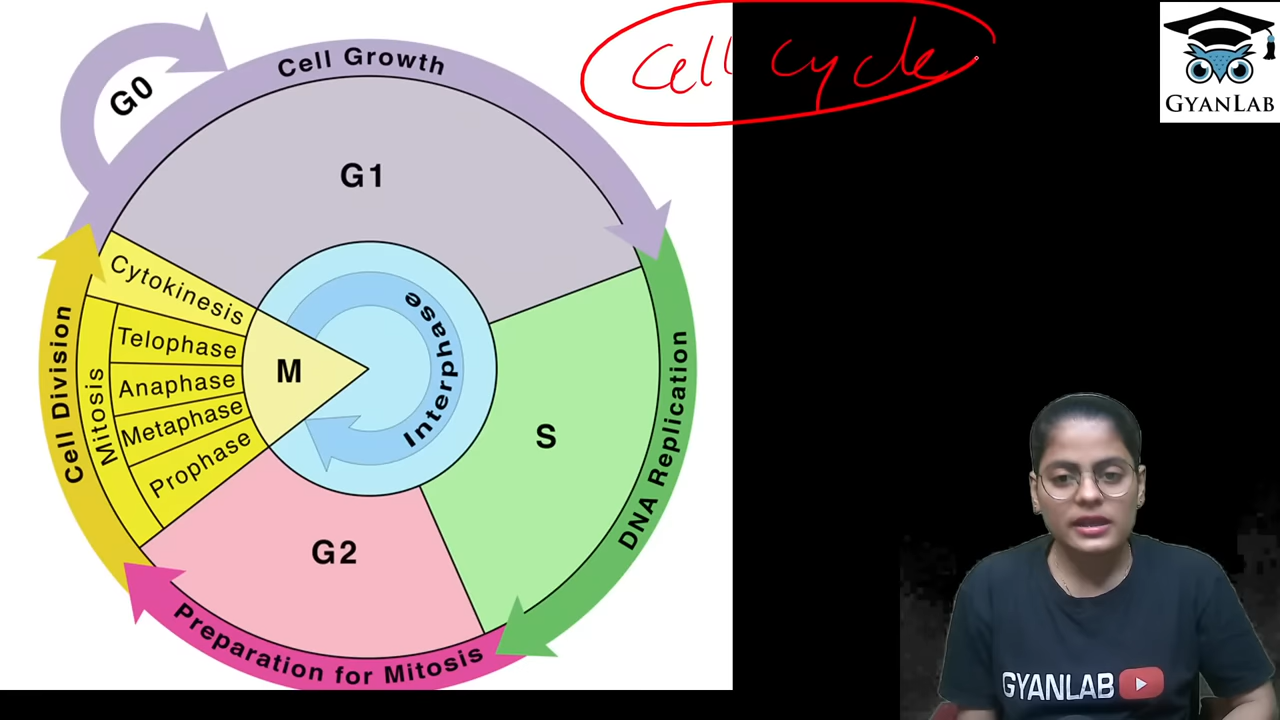 Cell cycle
GYANLAB
G0
Cell Growth
G1
Cytokinesis
Telophase
Anaphase
Metaphase
Prophase
Mitosis
Cell Division
M
Interphase
S
DNA Replication
G2
Preparation for Mitosis
GYANLAB